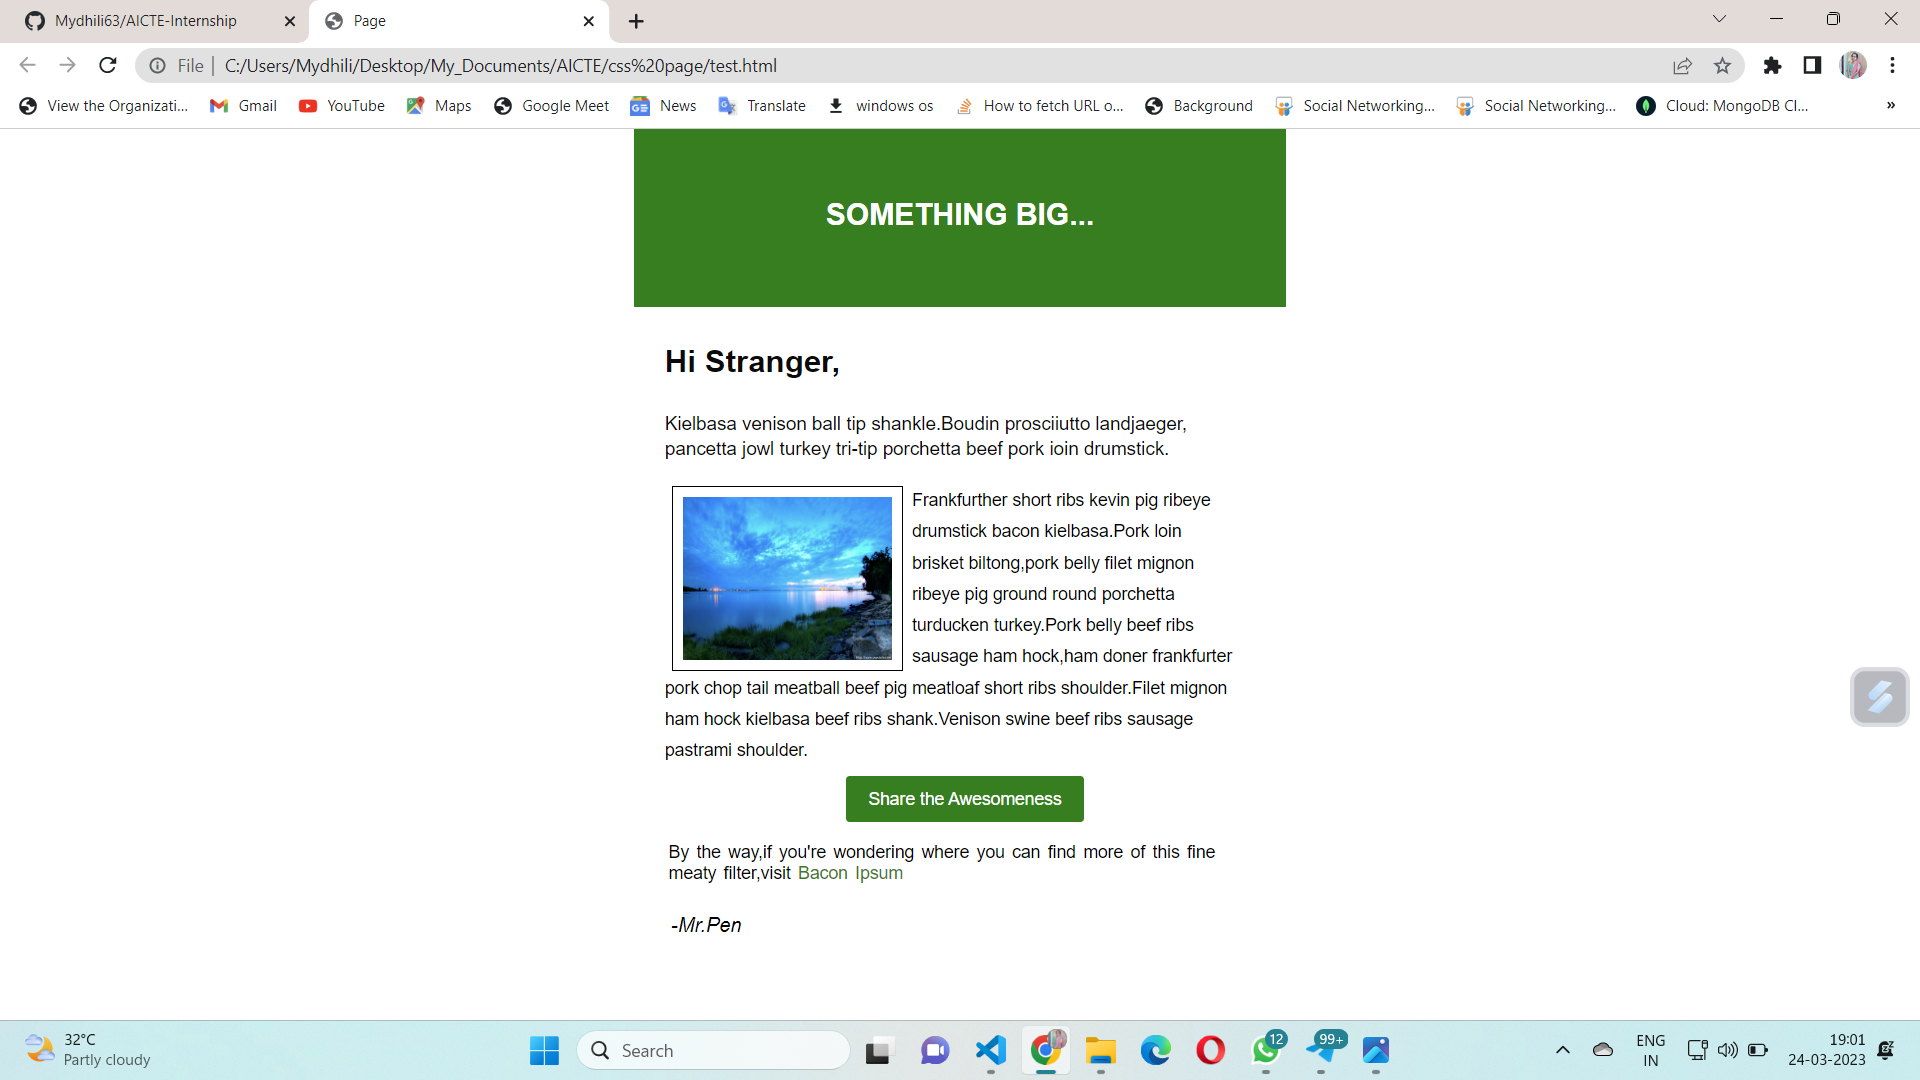 Mydhili63/AICTE-Internship
Page
File | C:/Users/Mydhili/Desktop/My_Documents/AICTE/css%20page/test.html
View the Organizati...
Gmail
YouTube
Maps
Google Meet
News
Translate
windows os
How to fetch URL o...
Background
Social Networking...
Social Networking...
Cloud: MongoDB Cl...
»
SOMETHING BIG...
Hi Stranger,
Kielbasa venison ball tip shankle.Boudin prosciiutto landjaeger,
pancetta jowl turkey tri-tip porchetta beef pork ioin drumstick.
Frankfurther short ribs kevin pig ribeye
drumstick bacon kielbasa.Pork loin
brisket biltong,pork belly filet mignon
ribeye pig ground round porchetta
turducken turkey.Pork belly beef ribs
sausage ham hock,ham doner frankfurter
pork chop tail meatball beef pig meatloaf short ribs shoulder.Filet mignon
ham hock kielbasa beef ribs shank.Venison swine beef ribs sausage
pastrami shoulder.
Share the Awesomeness
By the way,if you're wondering where you can find more of this fine
meaty filter,visit Bacon Ipsum
-Mr.Pen
32°C
Partly cloudy
Search
12
99+
ENG
IN
19:01
24-03-2023